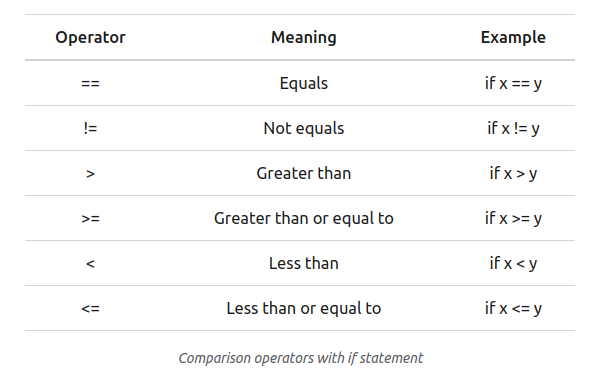 Operator Meaning Example
== Equals if x == y
!= Not equals if x != y
> Greater than if x > y
>= Greater than or equal to if x >= y
< Less than if x < y
<= Less than or equal to if x <= y
Comparison operators with if statement